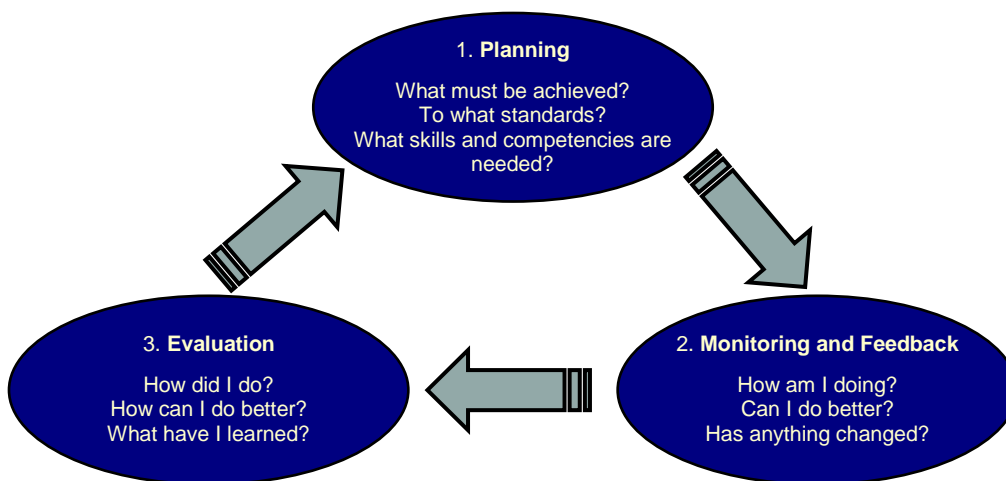 1. Planning
What must be achieved?
To what standards?
What skills and competencies are
needed?
3. Evaluation
How did I do?
How can I do better?
What have I learned?
2. Monitoring and Feedback
How am I doing?
Can I do better?
Has anything changed?